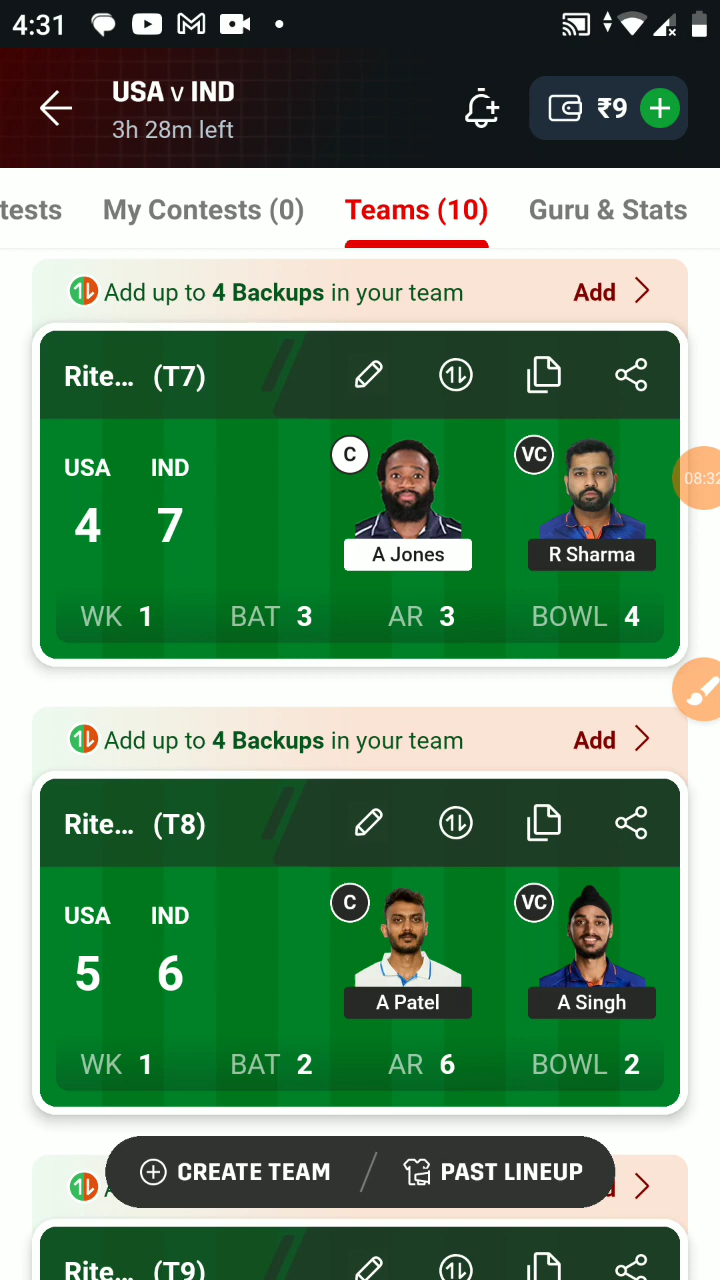 4:31
USA v IND
3h 28m left
₹9
tests My Contests (0) Teams (10) Guru & Stats
Add up to 4 Backups in your team Add
Rite... (T7)
USA IND C VC
4 7
A Jones R Sharma
WK 1 BAT 3 AR 3 BOWL 4
08:32
Add up to 4 Backups in your team Add
Rite... (T8)
USA IND C VC
5 6
A Patel A Singh
WK 1 BAT 2 AR 6 BOWL 2
CREATE TEAM / PAST LINEUP
Rite... (T9)